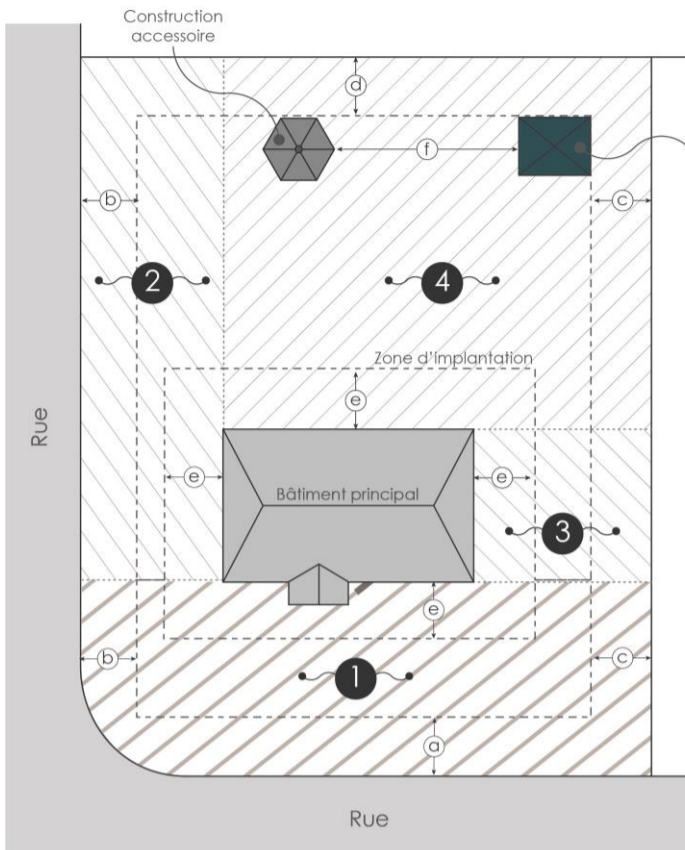 Construction
accessoire
d
f
b
c
2
4
Zone d'implantation
e
Rue
e
Bâtiment principal
e
3
e
b
c
1
a
Rue